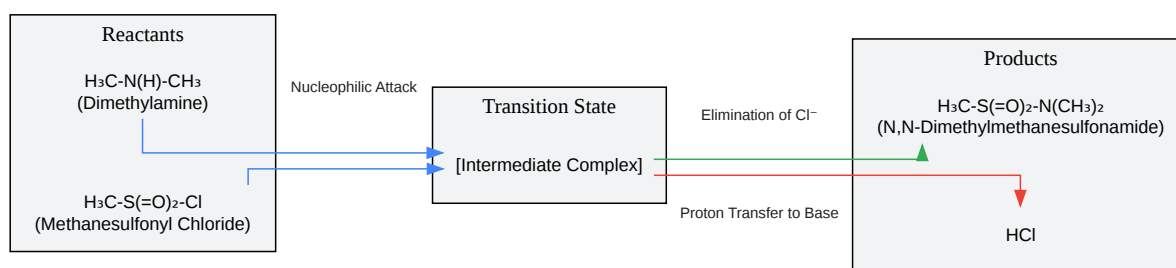 Reactants
H₃C-N(H)-CH₃
(Dimethylamine)
H₃C-S(=O)₂-Cl
(Methanesulfonyl Chloride)
Nucleophilic Attack
Transition State
[Intermediate Complex]
Elimination of Cl⁻
Proton Transfer to Base
Products
H₃C-S(=O)₂-N(CH₃)₂
(N,N-Dimethylmethanesulfonamide)
HCl